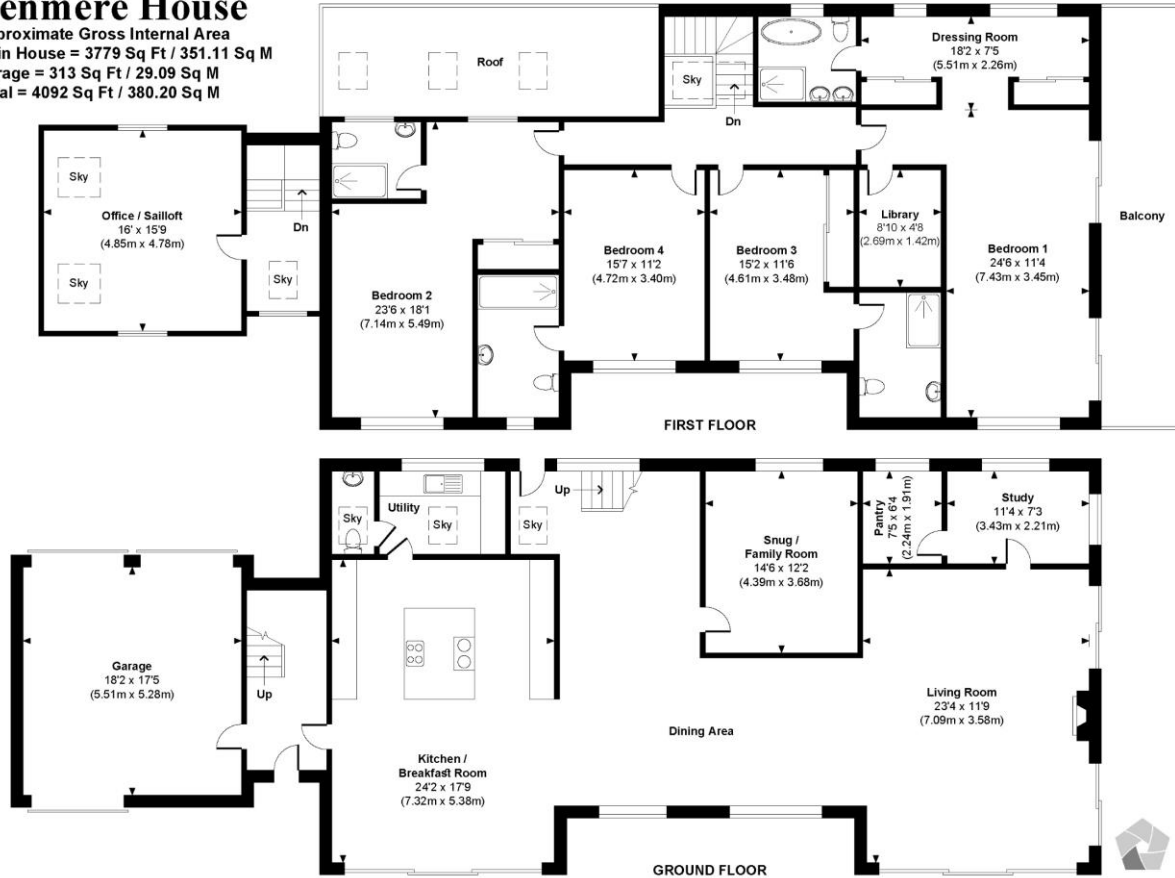 enmere House
proximate Gross Internal Area
in House = 3779 Sq Ft / 351.11 Sq M
rage = 313 Sq Ft / 29.09 Sq M
al = 4092 Sq Ft / 380.20 Sq M
Roof
Sky
Dn
Dressing Room
18'2 x 7'5
(5.51m x 2.26m)
Sky
Office / Sailloft
16' x 15'9
(4.85m x 4.78m)
Sky
Dn
Sky
Bedroom 2
23'6 x 18'1
(7.14m x 5.49m)
Bedroom 4
15'7 x 11'2
(4.72m x 3.40m)
Bedroom 3
15'2 x 11'6
(4.61m x 3.48m)
Library
8'10 x 4'8
(2.69m x 1.42m)
Bedroom 1
24'6 x 11'4
(7.43m x 3.45m)
Balcony
FIRST FLOOR
Sky
Utility
Sky
Sky
Up
Snug /
Family Room
14'6 x 12'2
(4.39m x 3.68m)
Pantry
7'5 x 6'4
(2.24m x 1.91m)
Study
11'4 x 7'3
(3.43m x 2.21m)
Garage
18'2 x 17'5
(5.51m x 5.28m)
Up
Kitchen /
Breakfast Room
24'2 x 17'9
(7.32m x 5.38m)
Dining Area
Living Room
23'4 x 11'9
(7.09m x 3.58m)
GROUND FLOOR